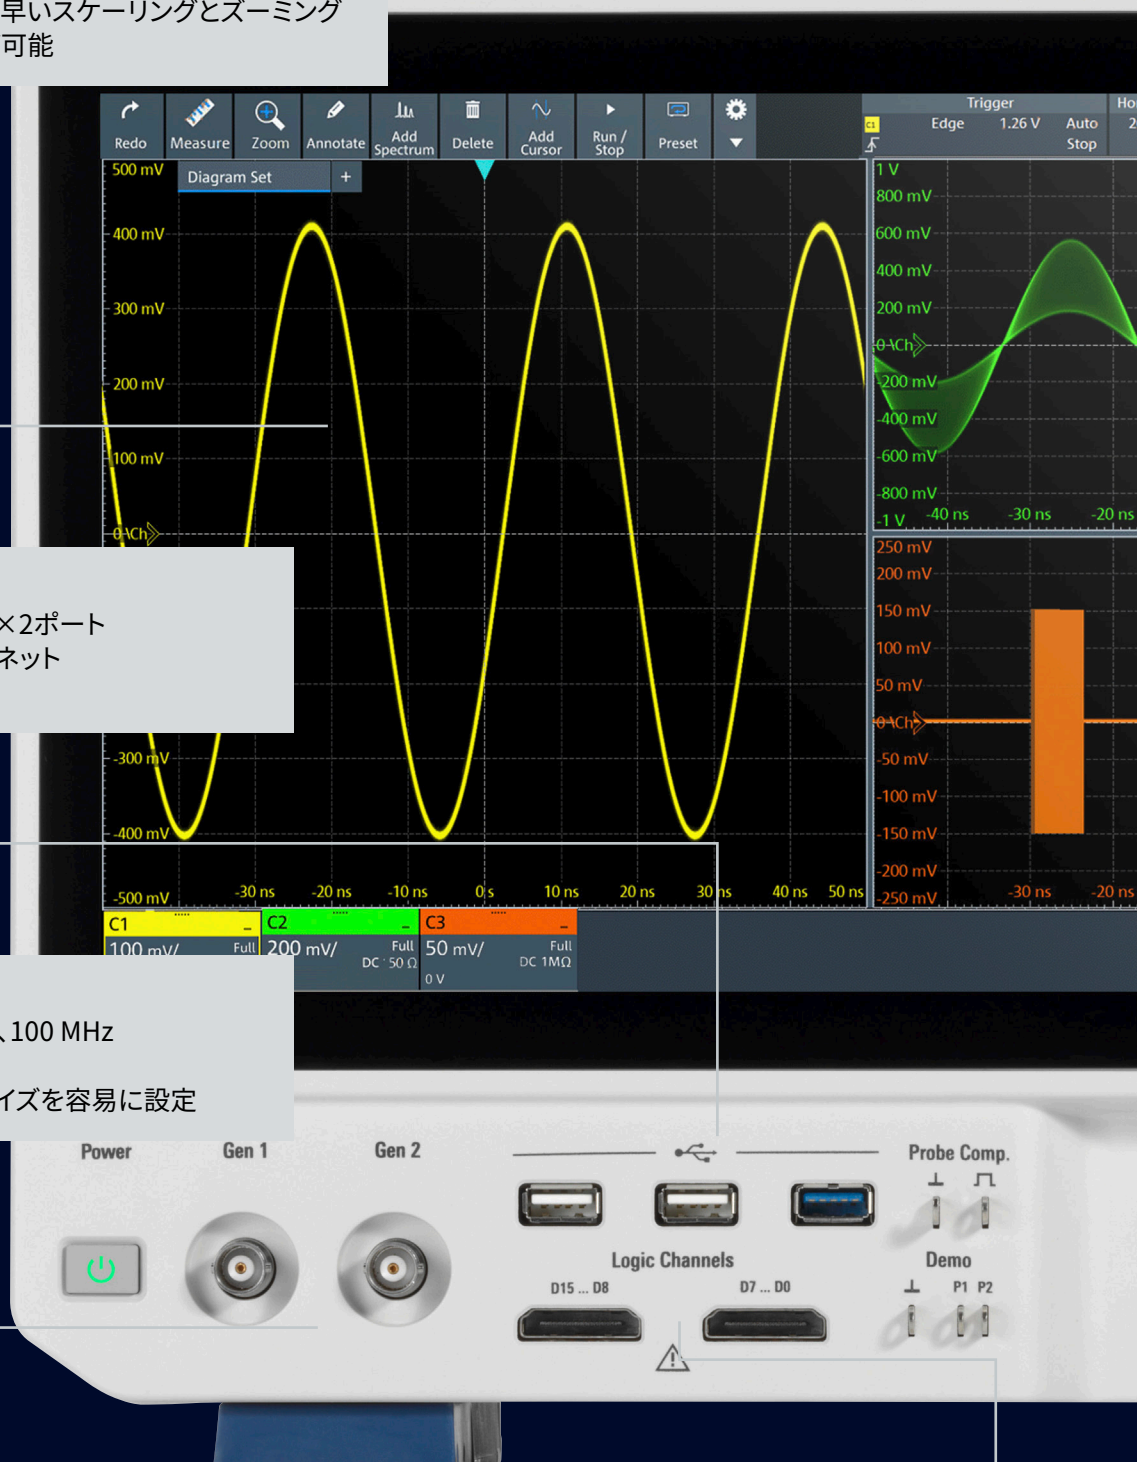 早いスケーリングとズーミング
可能
Redo
Measure
Zoom
Annotate
Add
Spectrum
Delete
Add
Cursor
Run /
Stop
Preset
Trigger
C1
Edge
1.26 V
Auto
Stop
500 mV
Diagram Set
+
400 mV
300 mV
200 mV
100 mV
-300 mV
-400 mV
-500 mV
-30 ns
-20 ns
-10 ns
0 s
10 ns
20 ns
30 ns
40 ns
50 ns
1 V
800 mV
600 mV
400 mV
200 mV
-200 mV
-400 mV
-600 mV
-800 mV
-1 V
-40 ns
-30 ns
-20 ns
250 mV
200 mV
150 mV
100 mV
50 mV
-50 mV
-100 mV
-150 mV
-200 mV
-250 mV
-30 ns
-20 ns
×2ポート
ネット
C1
100 mV/
Full
C2
200 mV/
Full
DC 50 Ω
C3
50 mV/
Full
DC 1MΩ
0 V
、100 MHz
イズを容易に設定
Power
Gen 1
Gen 2
Probe Comp.
Logic Channels
Demo
D15 ... D8
D7 ... D0
P1 P2